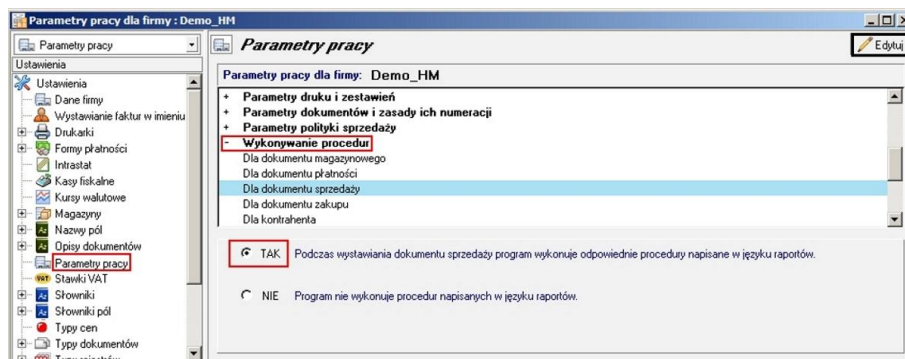 Parametry pracy dla firmy : Demo_HM
Parametry pracy
Ustawienia
Ustawienia
Dane firmy
Wystawianie faktur w imieniu
Drukarki
Formy płatności
Intrastat
Kasy fiskalne
Kursy walutowe
Magazyny
Nazwy pól
Opisy dokumentów
Parametry pracy
Stawki VAT
Słowniki
Słowniki pól
Typy cen
Typy dokumentów
Parametry pracy
Edytuj
Parametry pracy dla firmy: Demo_HM
+ Parametry druku i zestawień
+ Parametry dokumentów i zasady ich numeracji
+ Parametry polityki sprzedaży
- Wykonywanie procedur
Dla dokumentu magazynowego
Dla dokumentu płatności
Dla dokumentu sprzedaży
Dla dokumentu zakupu
Dla kontrahenta
TAK Podczas wystawiania dokumentu sprzedaży program wykonuje odpowiednie procedury napisane w języku raportów.
NIE Program nie wykonuje procedur napisanych w języku raportów.